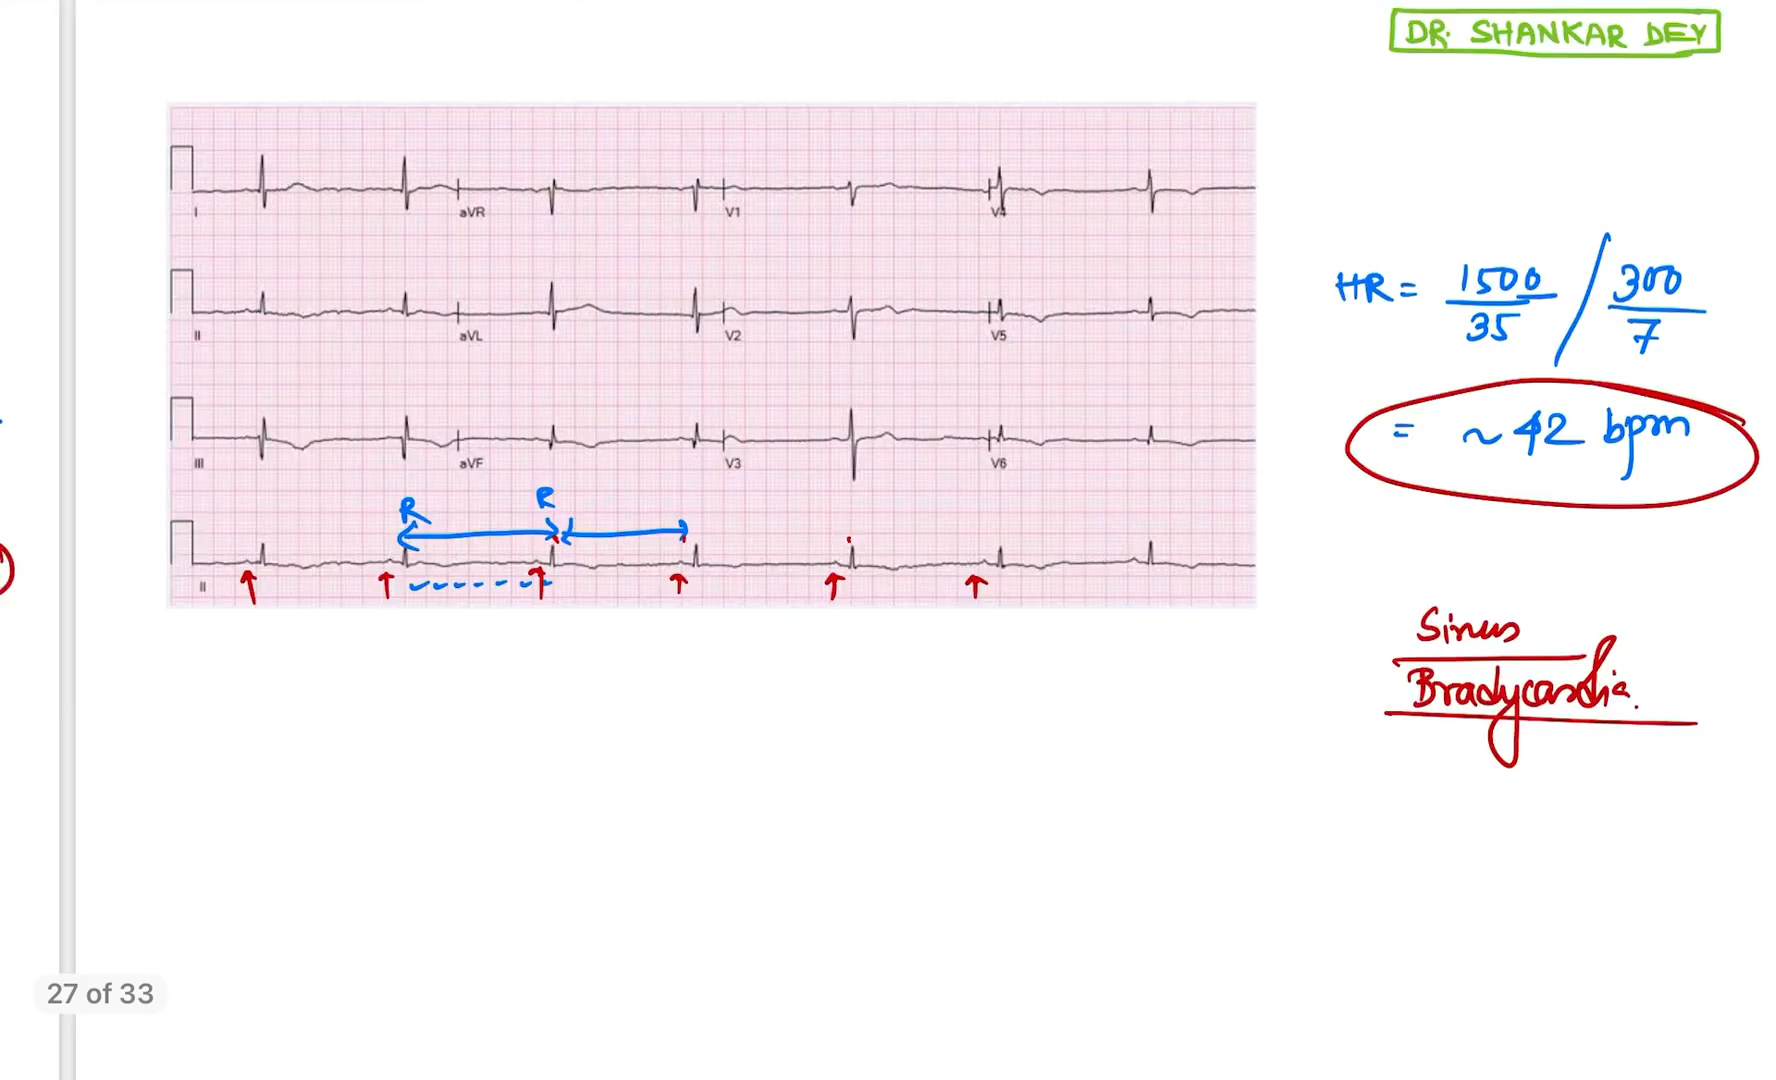 DR. SHANKAR DEY
I aVR V1 V4
II aVL V2 V5
III aVF V3 V6
R R
II
HR = 1500/35 / 300/7
= ~ 42 bpm
Sinus
Bradycardia.
27 of 33